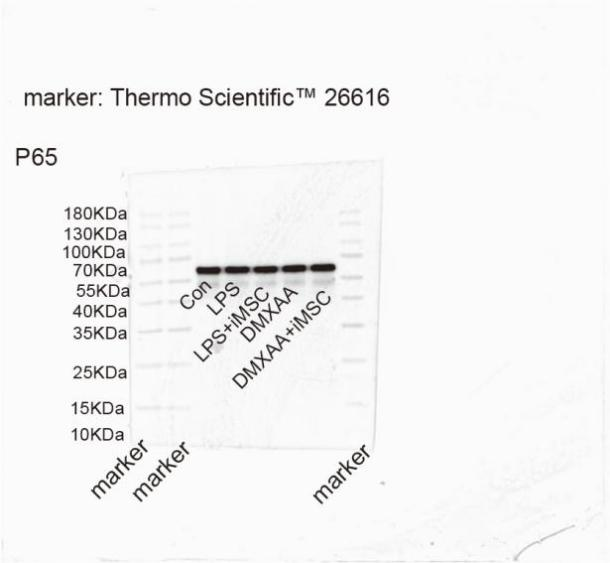 marker: Thermo Scientific™ 26616
P65
180KDa
130KDa
100KDa
70KDa
55KDa
40KDa
35KDa
25KDa
15KDa
10KDa
Con
LPS
LPS+iMSC
DMXAA
DMXAA+iMSC
marker
marker
marker